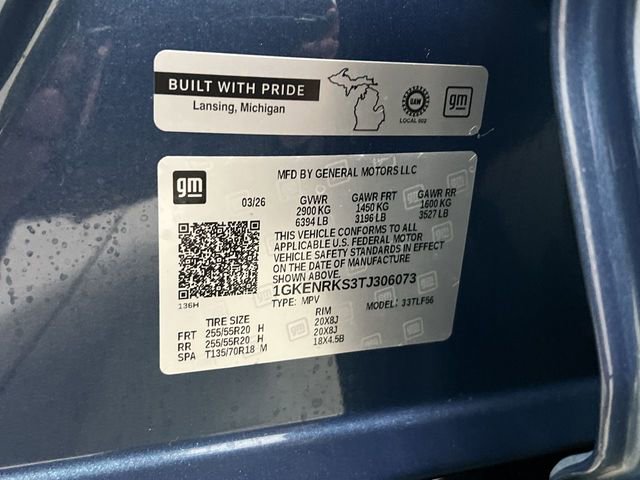 BUILT WITH PRIDE
Lansing, Michigan
UAW
LOCAL 602
gm
gm
MFD BY GENERAL MOTORS LLC
03/26 GVWR GAWR FRT GAWR RR
2900 KG 1450 KG 1600 KG
6394 LB 3196 LB 3527 LB
THIS VEHICLE CONFORMS TO ALL
APPLICABLE U.S. FEDERAL MOTOR
VEHICLE SAFETY STANDARDS IN EFFECT
ON THE DATE OF MANUFACTURE
SHOWN ABOVE.
1GKENRKS3TJ306073
136H
TYPE: MPV MODEL: 33TLF56
TIRE SIZE RIM
FRT 255/55R20 H 20X8J
RR 255/55R20 H 20X8J
SPA T135/70R18 M 18X4.5B